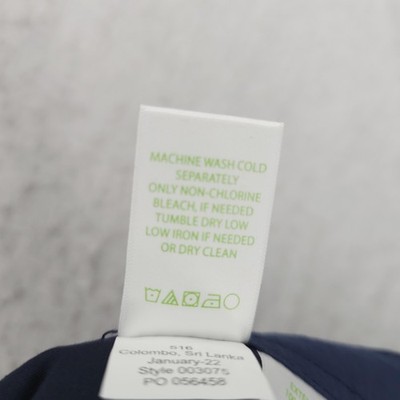 MACHINE WASH COLD
SEPARATELY
ONLY NON-CHLORINE
BLEACH, IF NEEDED
TUMBLE DRY LOW
LOW IRON IF NEEDED
OR DRY CLEAN
816
Colombo, Sri Lanka
January-22
Style 003075
PO 056458